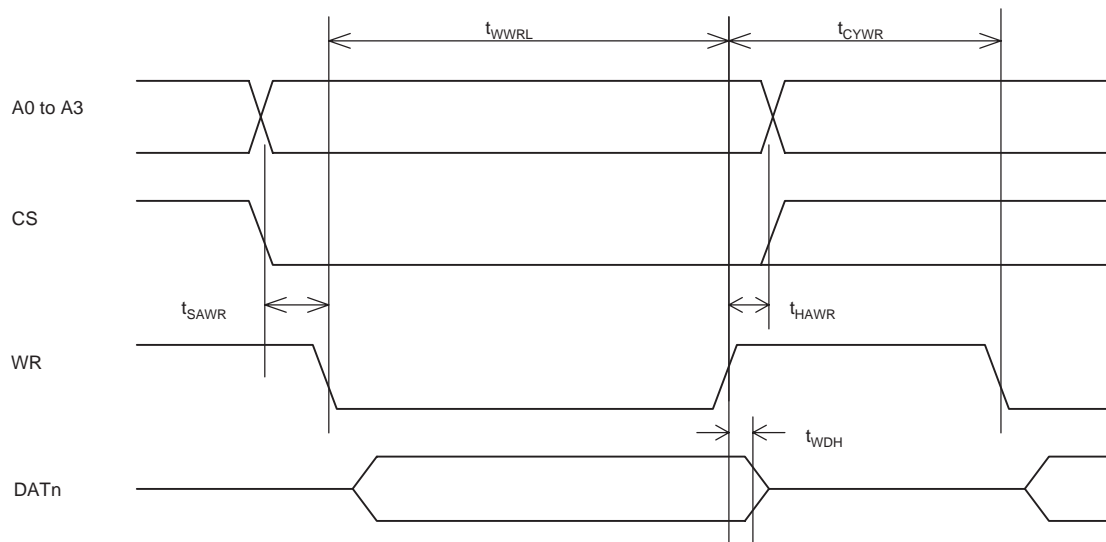 tWWRL
tCYWR
A0 to A3
CS
tSAWR
tHAWR
WR
tWDH
DATn